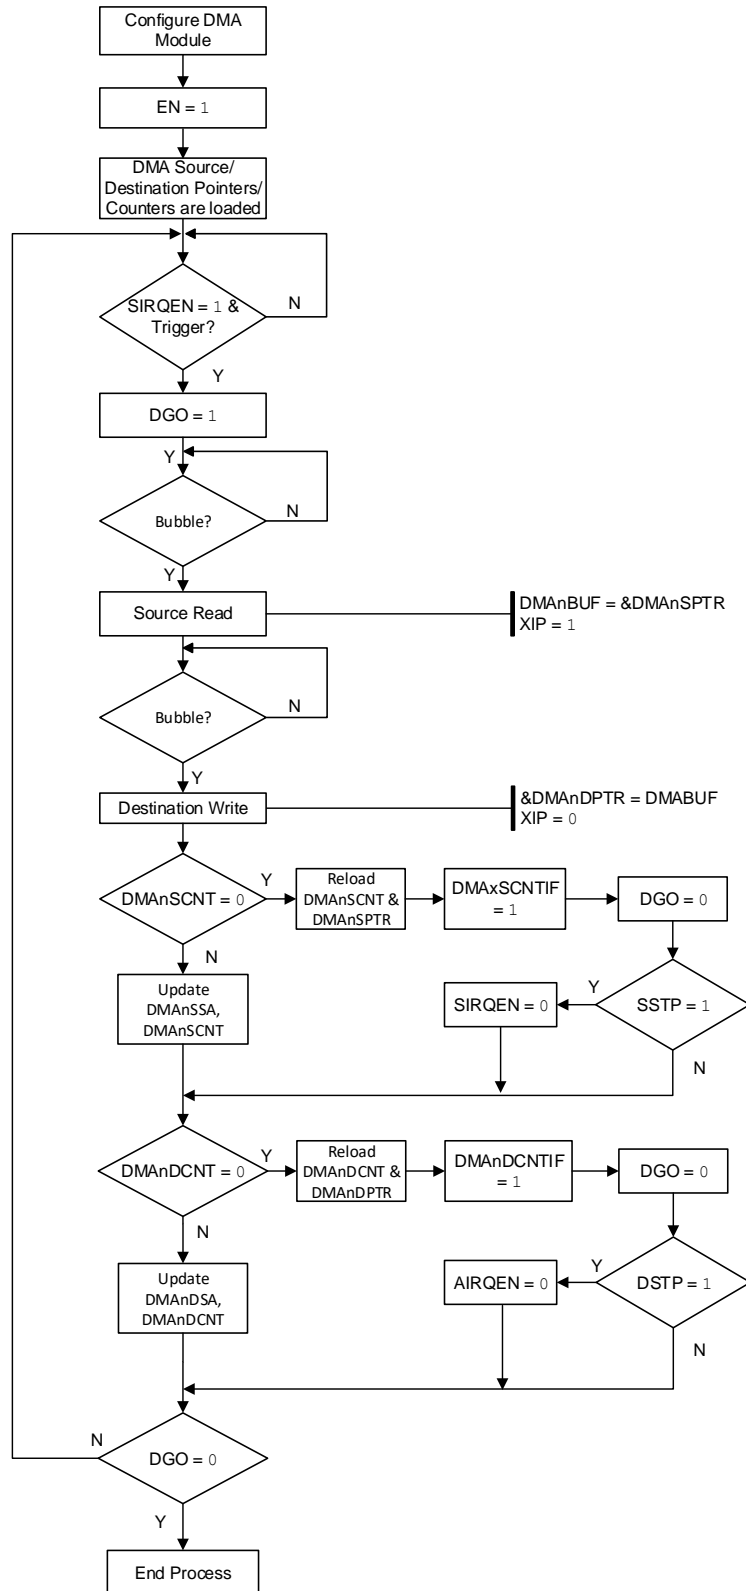 Configure DMA
Module
EN = 1
DMA Source/
Destination Pointers/
Counters are loaded
SIRQEN = 1 &
Trigger?
N
Y
DGO = 1
Y
Bubble?
N
Y
Source Read
DMAnBUF = &DMAnSPTR
XIP = 1
Bubble?
N
Y
Destination Write
&DMAnDPTR = DMABUF
XIP = 0
DMAnSCNT = 0
Y
Reload
DMAnSCNT &
DMAnSPTR
DMAxSCNTIF
= 1
DGO = 0
N
Update
DMAnSSA,
DMAnSCNT
SIRQEN = 0
Y
SSTP = 1
N
DMAnDCNT = 0
Y
Reload
DMAnDCNT &
DMAnDPTR
DMAnDCNTIF
= 1
DGO = 0
N
Update
DMAnDSA,
DMAnDCNT
AIRQEN = 0
Y
DSTP = 1
N
N
DGO = 0
Y
End Process